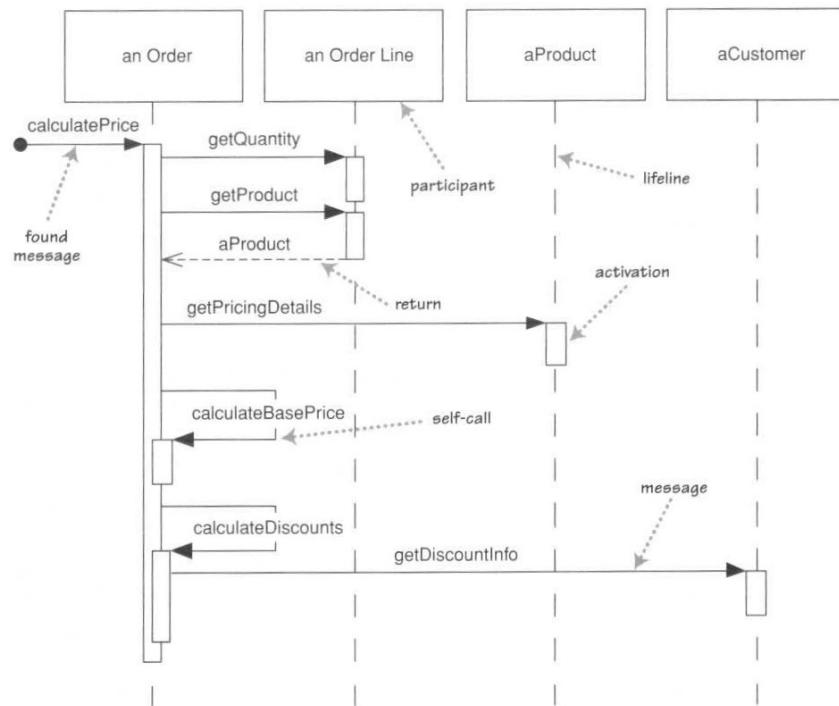 an Order
an Order Line
aProduct
aCustomer
calculatePrice
getQuantity
participant
lifeline
getProduct
found
message
aProduct
return
activation
getPricingDetails
calculateBasePrice
self-call
message
calculateDiscounts
getDiscountInfo